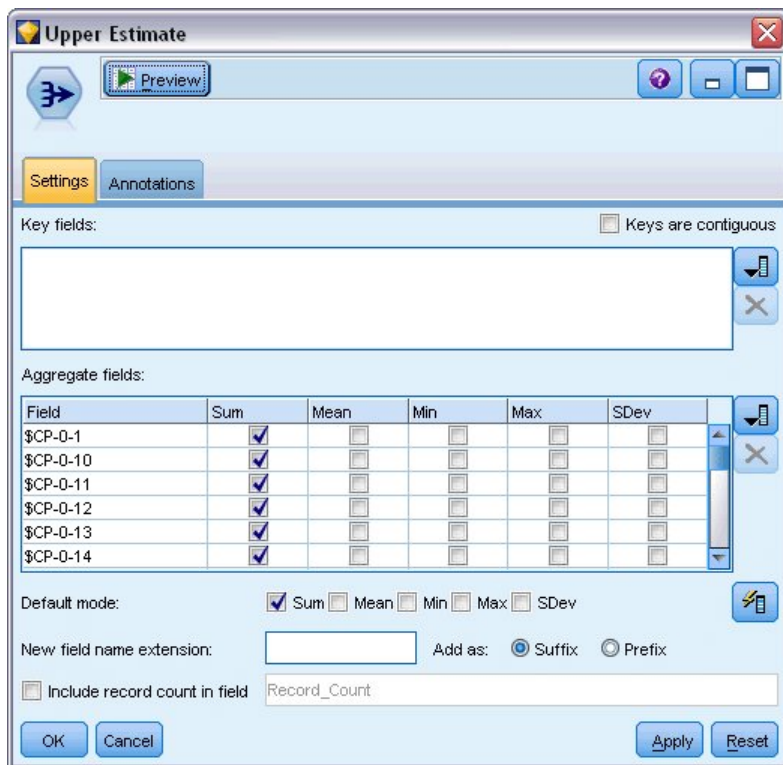 Upper Estimate
Preview
Settings Annotations
Key fields: Keys are contiguous
Aggregate fields:
Field Sum Mean Min Max SDev
$CP-0-1
$CP-0-10
$CP-0-11
$CP-0-12
$CP-0-13
$CP-0-14
Default mode: Sum Mean Min Max SDev
New field name extension: Add as: Suffix Prefix
Include record count in field Record_Count
OK Cancel Apply Reset